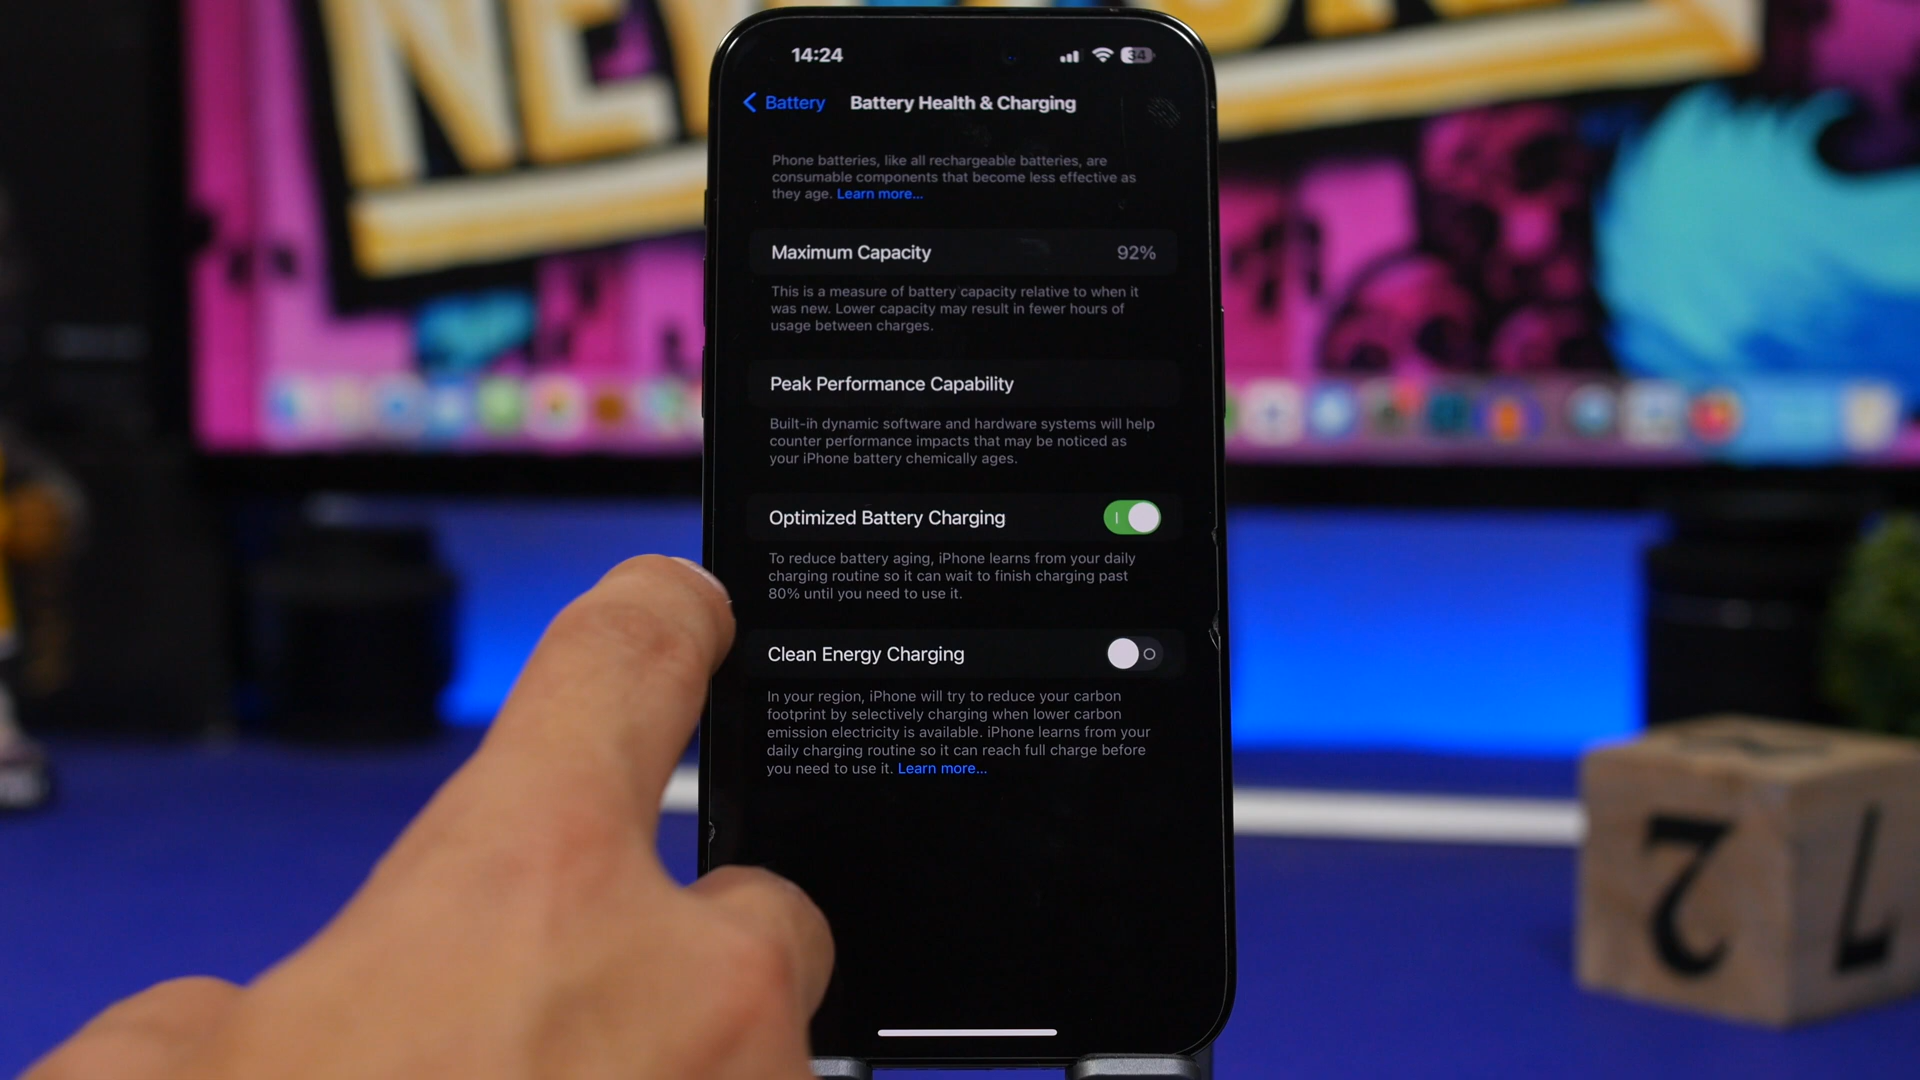 NEW
14:24
34
Battery
Battery Health & Charging
Phone batteries, like all rechargeable batteries, are
consumable components that become less effective as
they age. Learn more...
Maximum Capacity 92%
This is a measure of battery capacity relative to when it
was new. Lower capacity may result in fewer hours of
usage between charges.
Peak Performance Capability
Built-in dynamic software and hardware systems will help
counter performance impacts that may be noticed as
your iPhone battery chemically ages.
Optimized Battery Charging
To reduce battery aging, iPhone learns from your daily
charging routine so it can wait to finish charging past
80% until you need to use it.
Clean Energy Charging
In your region, iPhone will try to reduce your carbon
footprint by selectively charging when lower carbon
emission electricity is available. iPhone learns from your
daily charging routine so it can reach full charge before
you need to use it. Learn more...
2
1